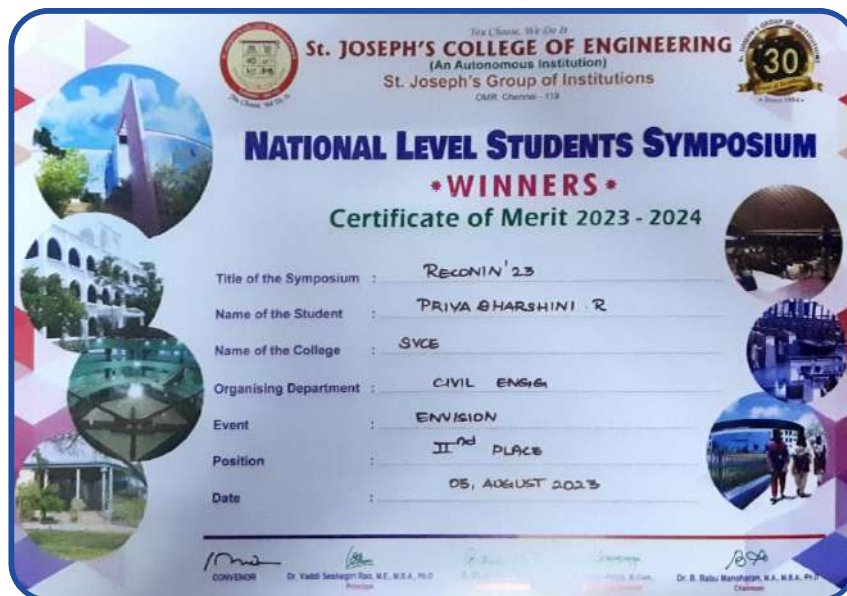 You Choose, We Do It
St. JOSEPH'S COLLEGE OF ENGINEERING
(An Autonomous Institution)
St. Joseph's Group of Institutions
OMR, Chennai - 119
30
NATIONAL LEVEL STUDENTS SYMPOSIUM
*WINNERS*
Certificate of Merit 2023 - 2024
Title of the Symposium : RECONIN'23
Name of the Student : PRIYA DHARSHINI . R
Name of the College : SVCE
Organising Department : CIVIL ENGG
Event : ENVISION
Position : IInd PLACE
Date : 05, AUGUST 2023
CONVENOR
Dr. Vaddi Seshagiri Rao, M.E., M.B.A., Ph.D
Principal
Dr. B. Babu Manoharan, M.A., M.B.A., Ph.D
Chairman